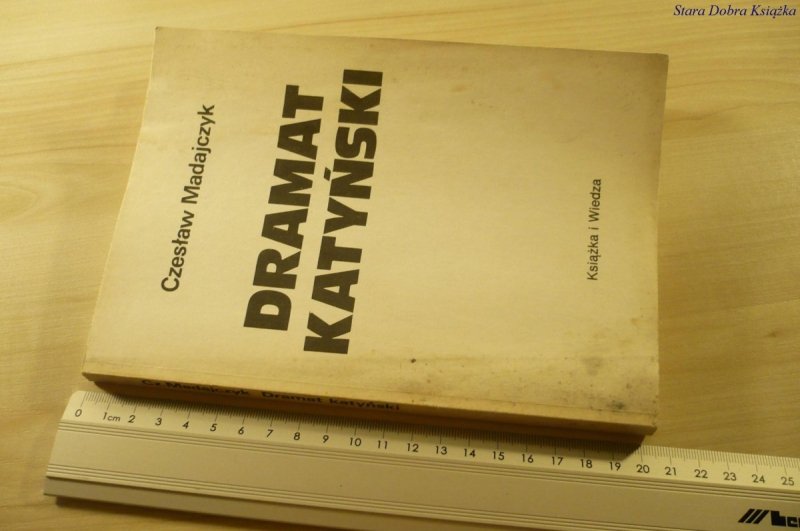 Stara Dobra Książka
Czesław Madajczyk
DRAMAT
KATYŃSKI
Książka i Wiedza
Cz Madajczyk Dramat katyński
0 1cm 2 3 4 5 6 7 8 9 10 11 12 13 14 15 16 17 18 19 20 21 22 23 24 25